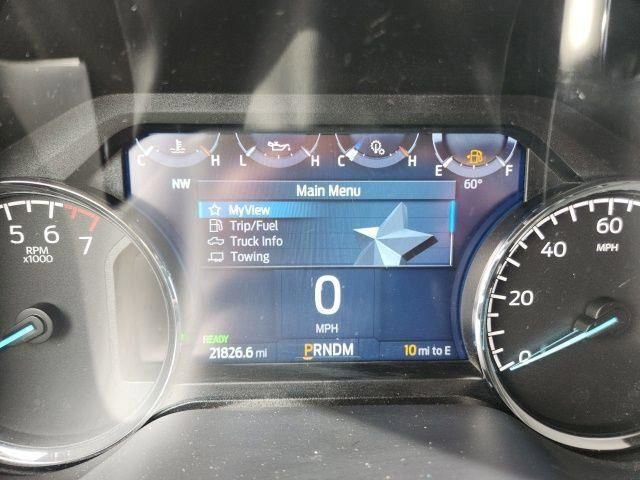 C H L H C H E F
NW Main Menu 60°
MyView
Trip/Fuel
Truck Info
Towing
5 6 7
RPM
x1000
0
MPH
READY
21826.6 mi PRNDM 10 mi to E
0 20 40 60
MPH